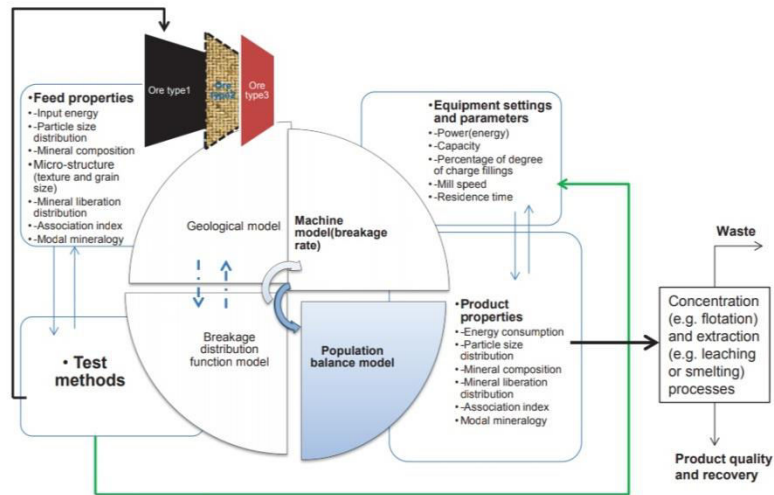 Ore type1
Ore
type2
Ore
type3
•Feed properties
•-Input energy
•-Particle size
distribution
•-Mineral composition
•Micro-structure
(texture and grain
size)
•-Mineral liberation
distribution
•-Association index
•-Modal mineralogy
• Test
methods
Geological model
Machine
model(breakage
rate)
Breakage
distribution
function model
Population
balance model
•Equipment settings
and parameters
•-Power(energy)
•-Capacity
•-Percentage of degree
of charge fillings
•-Mill speed
•-Residence time
•Product
properties
•-Energy consumption
•-Particle size
distribution
•-Mineral composition
•-Mineral liberation
distribution
•-Association index
•Modal mineralogy
Waste
Concentration
(e.g. flotation)
and extraction
(e.g. leaching
or smelting)
processes
Product quality
and recovery